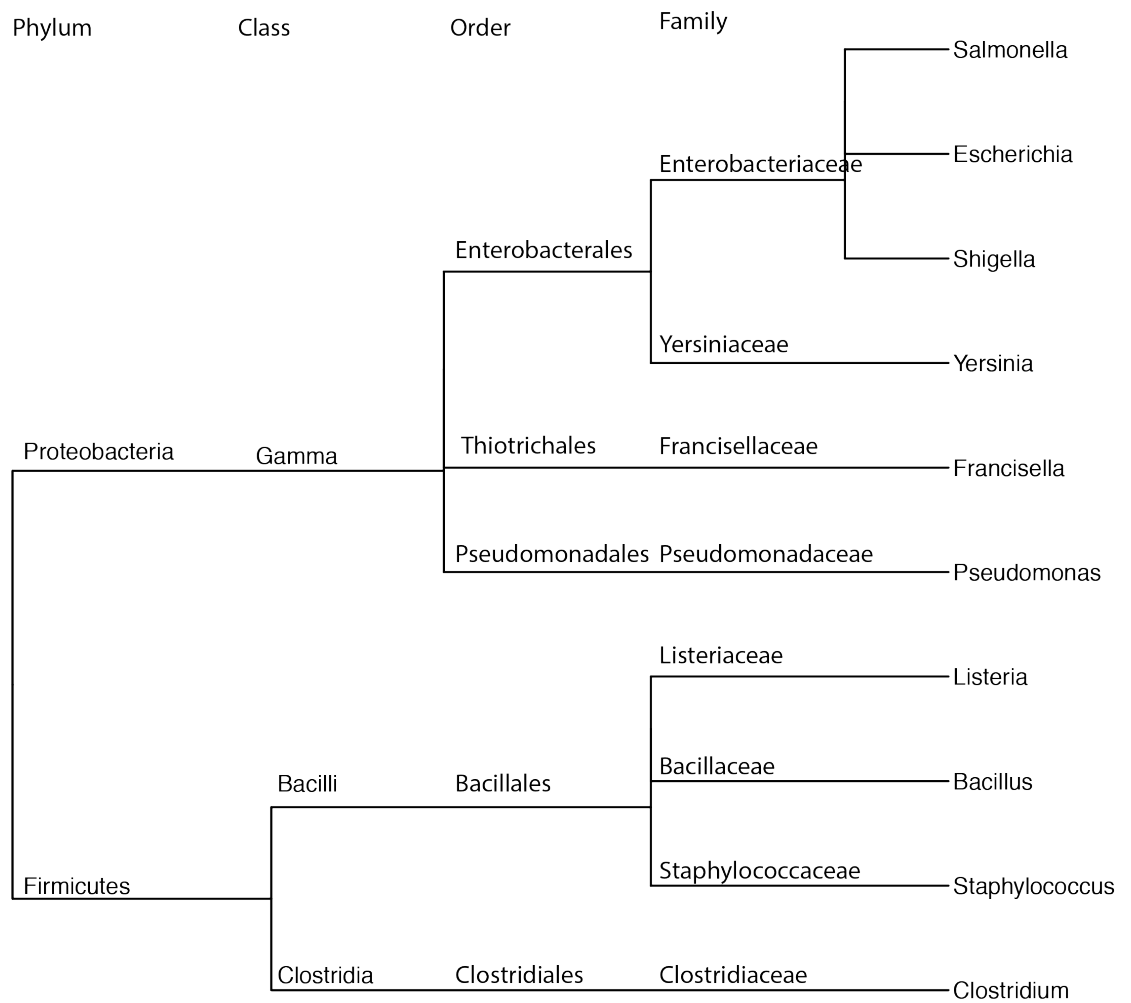 Phylum Class Order Family
Salmonella
Escherichia
Enterobacteriaceae
Enterobacterales
Shigella
Yersiniaceae
Yersinia
Proteobacteria Gamma Thiotrichales Francisellaceae
Francisella
Pseudomonadales Pseudomonadaceae
Pseudomonas
Listeriaceae
Listeria
Bacilli Bacillales Bacillaceae
Bacillus
Staphylococcaceae
Firmicutes Staphylococcus
Clostridia Clostridiales Clostridiaceae
Clostridium